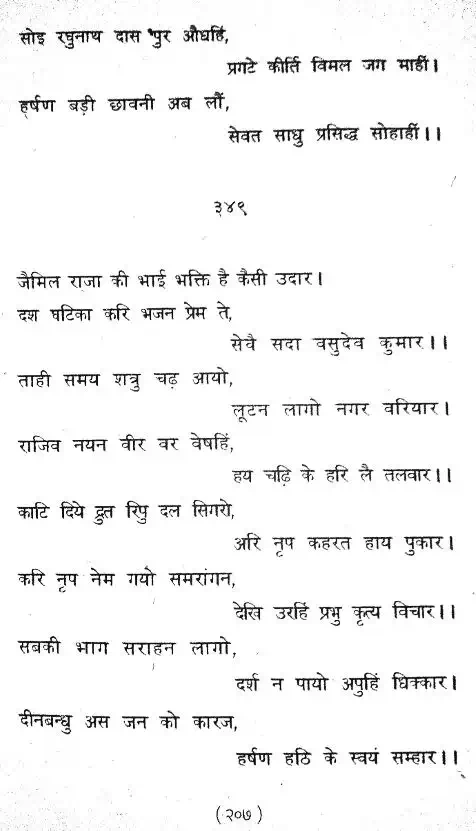 सोइ रघुनाथ दास पुर औधहिं,
प्रगटे कीर्ति विमल जग माहीं।
हर्षण बड़ी छावनी अब लौं,
सेवत साधु प्रसिद्ध सोहाहीं।।
३४९
जैमिल राजा की भाई भक्ति है कैसी उदार।
दश घटिका करि भजन प्रेम ते,
सेवै सदा वसुदेव कुमार।।
ताही समय शत्रु चढ़ आयो,
लूटन लागो नगर वरियार।
राजिव नयन वीर वर वेषहिं,
हय चढ़ि के हरि लै तलवार।।
काटि दिये द्रुत रिपु दल सिगरो,
अरि नृप कहरत हाय पुकार।
करि नृप नेम गयो समरांगन,
देखि उरहिं प्रभु कृत्य विचार।।
सबकी भाग सराहन लागो,
दर्श न पायो अपुहिं धिक्कार।
दीनबन्धु अस जन को कारज,
हर्षण हठि के स्वयं सम्हार।।
(२०७)